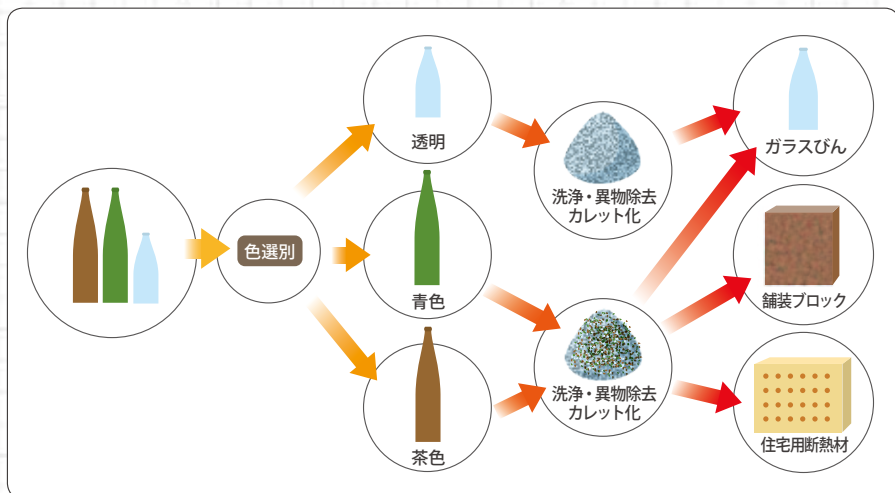 色選別
透明
青色
茶色
洗浄・異物除去
カレット化
洗浄・異物除去
カレット化
ガラスびん
舗装ブロック
住宅用断熱材